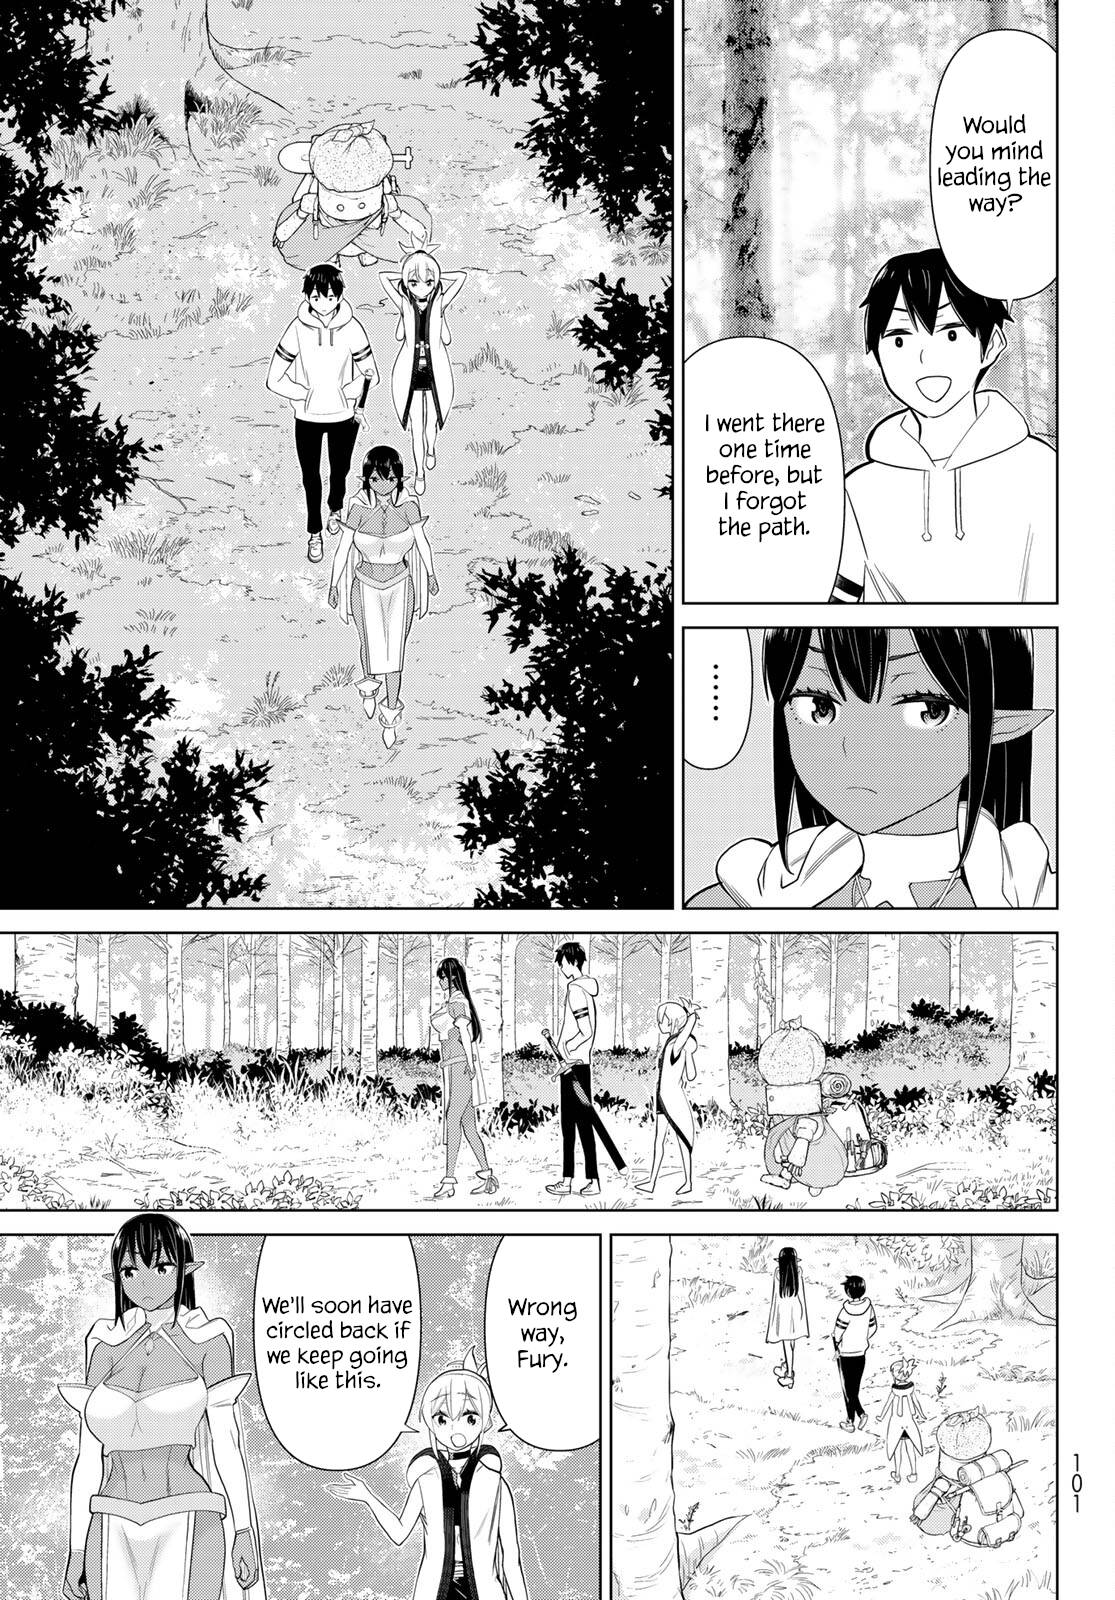 Would
you mind
leading the
way?
I went there
one time
before, but
I forgot
the path.
.......
Wrong
way,
Fury.
We'll soon have
circled back if
we keep going
like this.
101